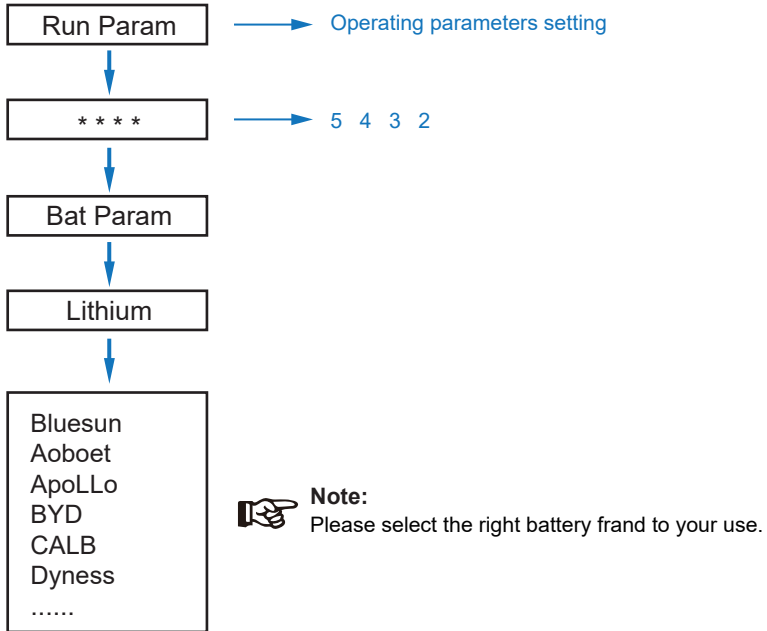 Run Param
Operating parameters setting
* * * *
5 4 3 2
Bat Param
Lithium
Bluesun
Aoboet
ApoLLo
BYD
CALB
Dyness
......
Note:
Please select the right battery frand to your use.